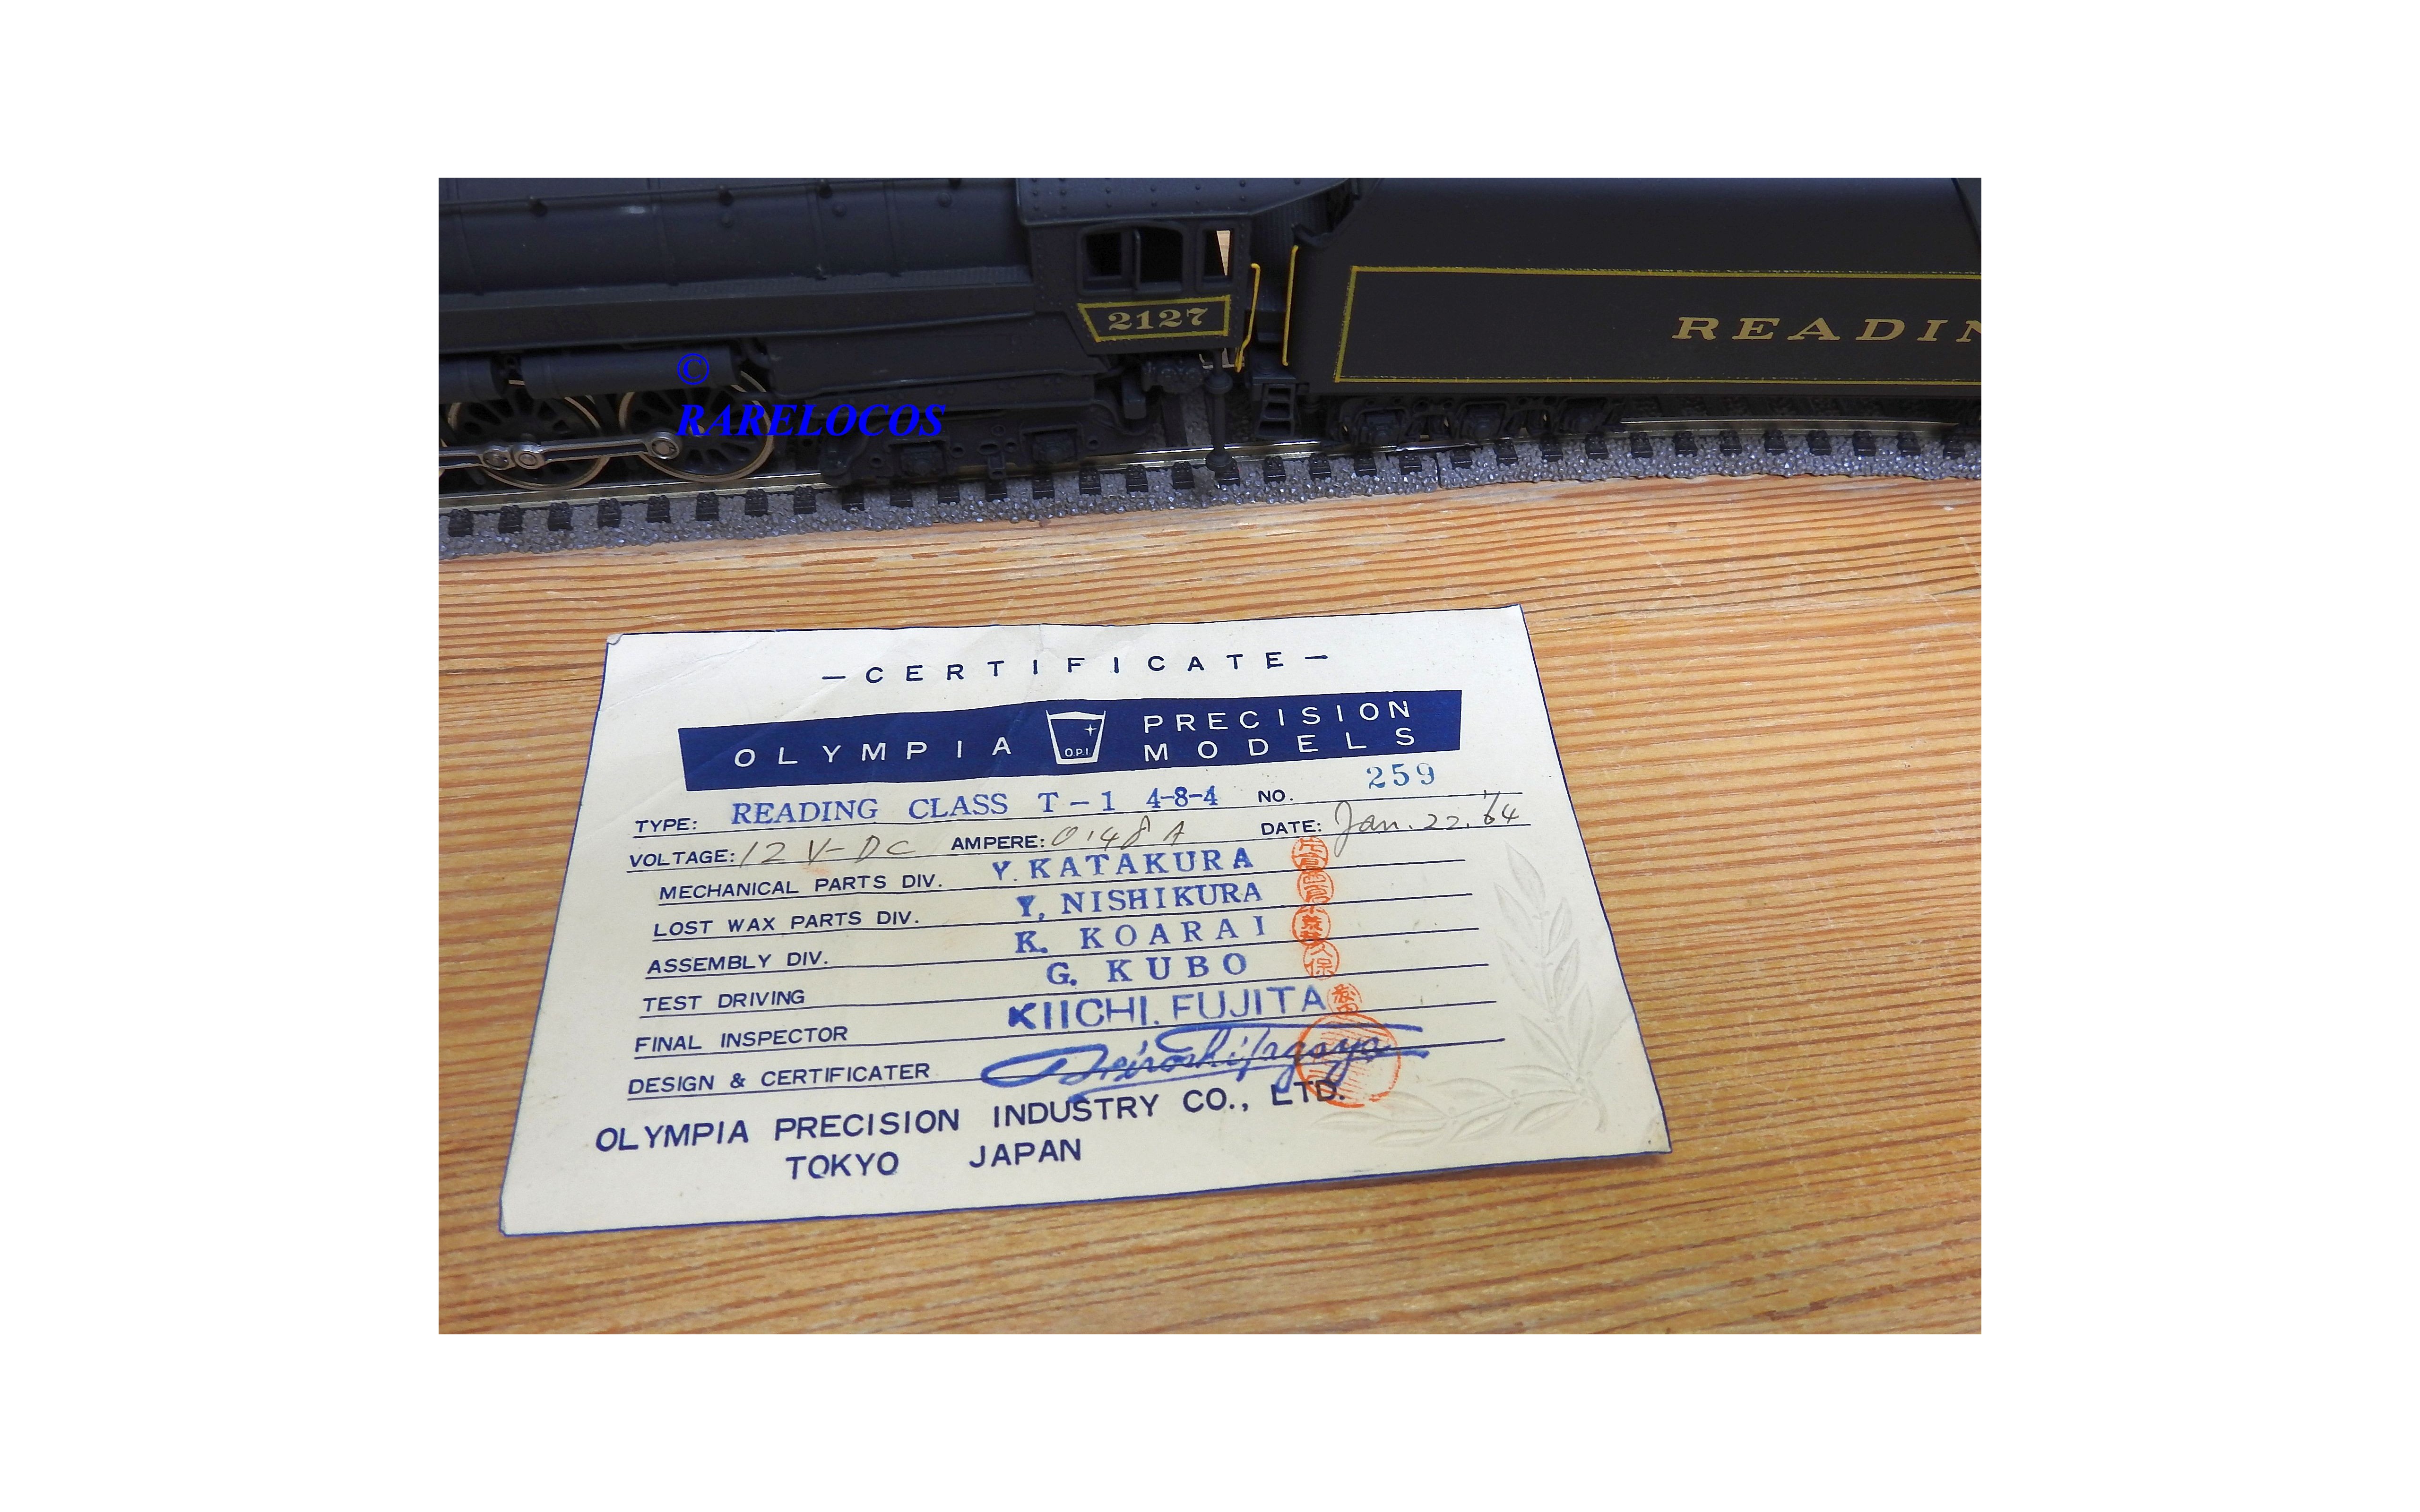 2127
READIN
©
RARELOCOS
— CERTIFICATE —
OLYMPIA O.P.I. PRECISION MODELS
TYPE: READING CLASS T-1 4-8-4 NO. 259
VOLTAGE: 12 V-DC AMPERE: 0.48 A DATE: Jan. 22. '64
MECHANICAL PARTS DIV. Y. KATAKURA
LOST WAX PARTS DIV. Y. NISHIKURA
ASSEMBLY DIV. K. KOARAI
TEST DRIVING G. KUBO
FINAL INSPECTOR KIICHI. FUJITA
DESIGN & CERTIFICATER
OLYMPIA PRECISION INDUSTRY CO., LTD.
TOKYO JAPAN